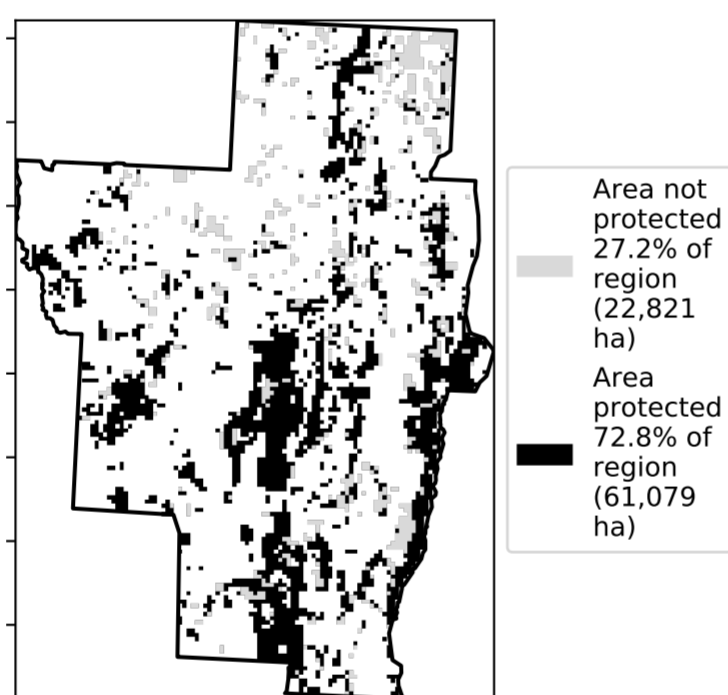 Area not
protected
27.2% of
region
(22,821
ha)
Area
protected
72.8% of
region
(61,079
ha)